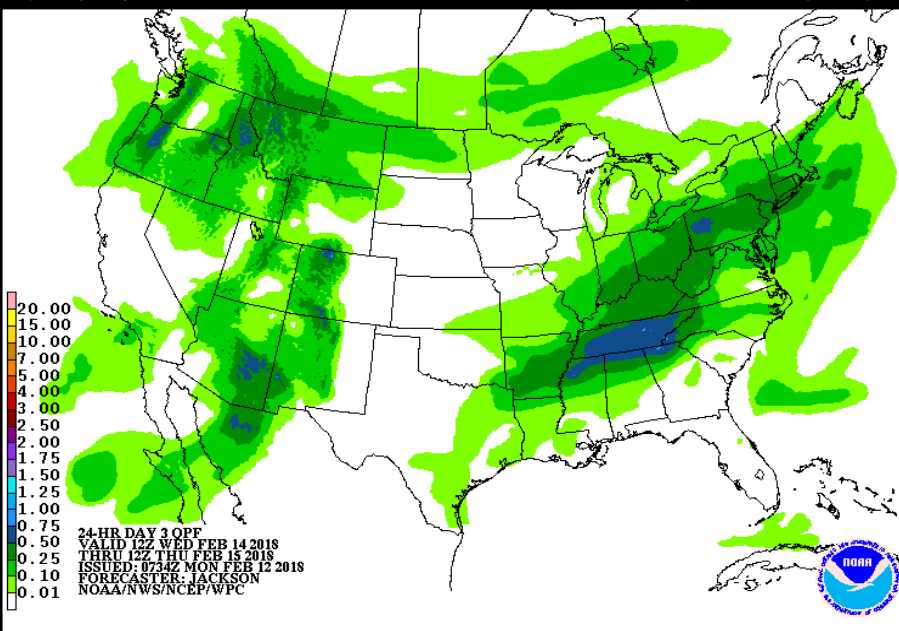 20.00
15.00
10.00
7.00
5.00
4.00
3.00
2.50
2.00
1.75
1.50
1.25
1.00
0.75
0.50
0.25
0.10
0.01
24-HR DAY 3 QPF
VALID 12Z WED FEB 14 2018
THRU 12Z THU FEB 15 2018
ISSUED: 0734Z MON FEB 12 2018
FORECASTER: JACKSON
NOAA/NWS/NCEP/WPC
NOAA